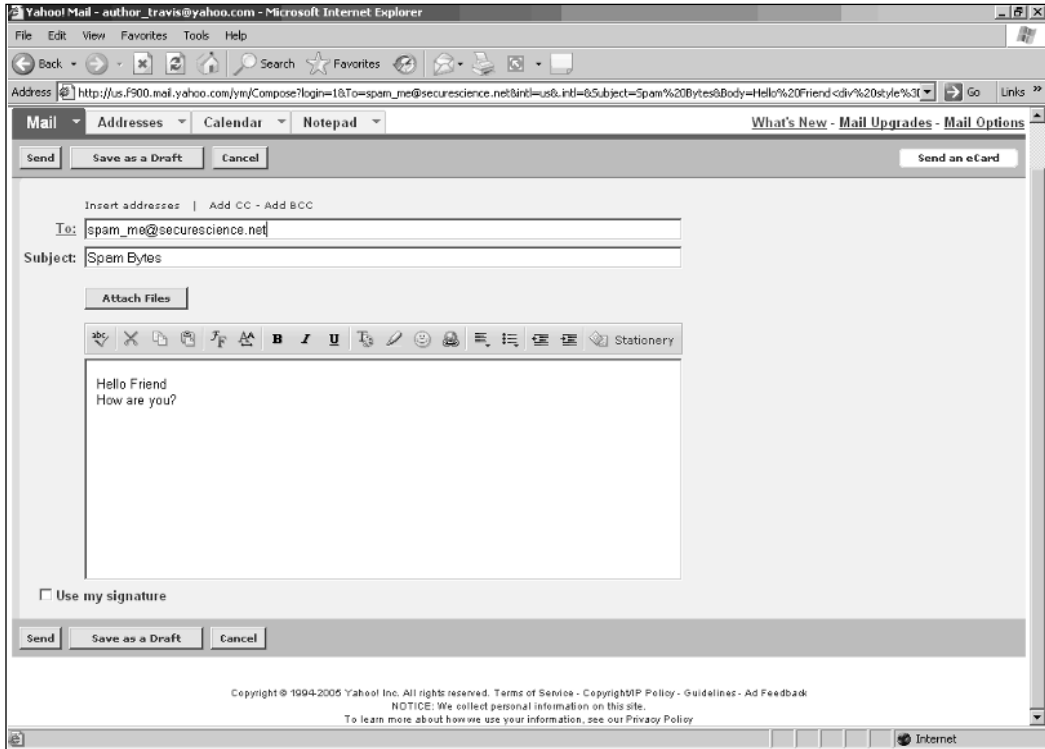 Yahoo! Mail - author_travis@yahoo.com - Microsoft Internet Explorer
File Edit View Favorites Tools Help
Back Search Favorites
Address http://us.f900.mail.yahoo.com/ym/Compose?login=1&To=spam_me@securescience.net&intl=us&.intl=&Subject=Spam%20Bytes&Body=Hello%20Friend<div%20style%3D Go Links »
Mail Addresses Calendar Notepad What's New - Mail Upgrades - Mail Options
Send Save as a Draft Cancel Send an eCard
Insert addresses | Add CC - Add BCC
To: spam_me@securescience.net
Subject: Spam Bytes
Attach Files
abc B I U Stationery
Hello Friend
How are you?
Use my signature
Send Save as a Draft Cancel
Copyright © 1994-2005 Yahoo! Inc. All rights reserved. Terms of Service - Copyright/IP Policy - Guidelines - Ad Feedback
NOTICE: We collect personal information on this site.
To learn more about how we use your information, see our Privacy Policy
Internet